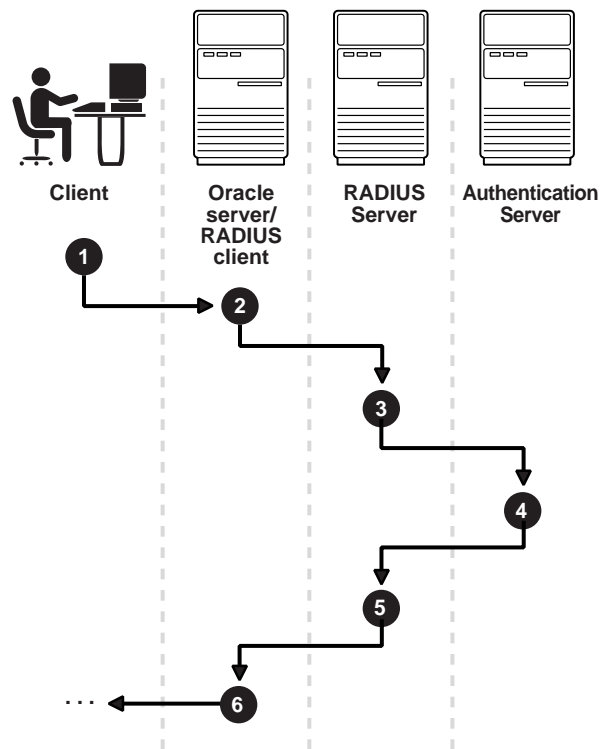 Client
Oracle
server/
RADIUS
client
RADIUS
Server
Authentication
Server
1
2
3
4
5
6
...